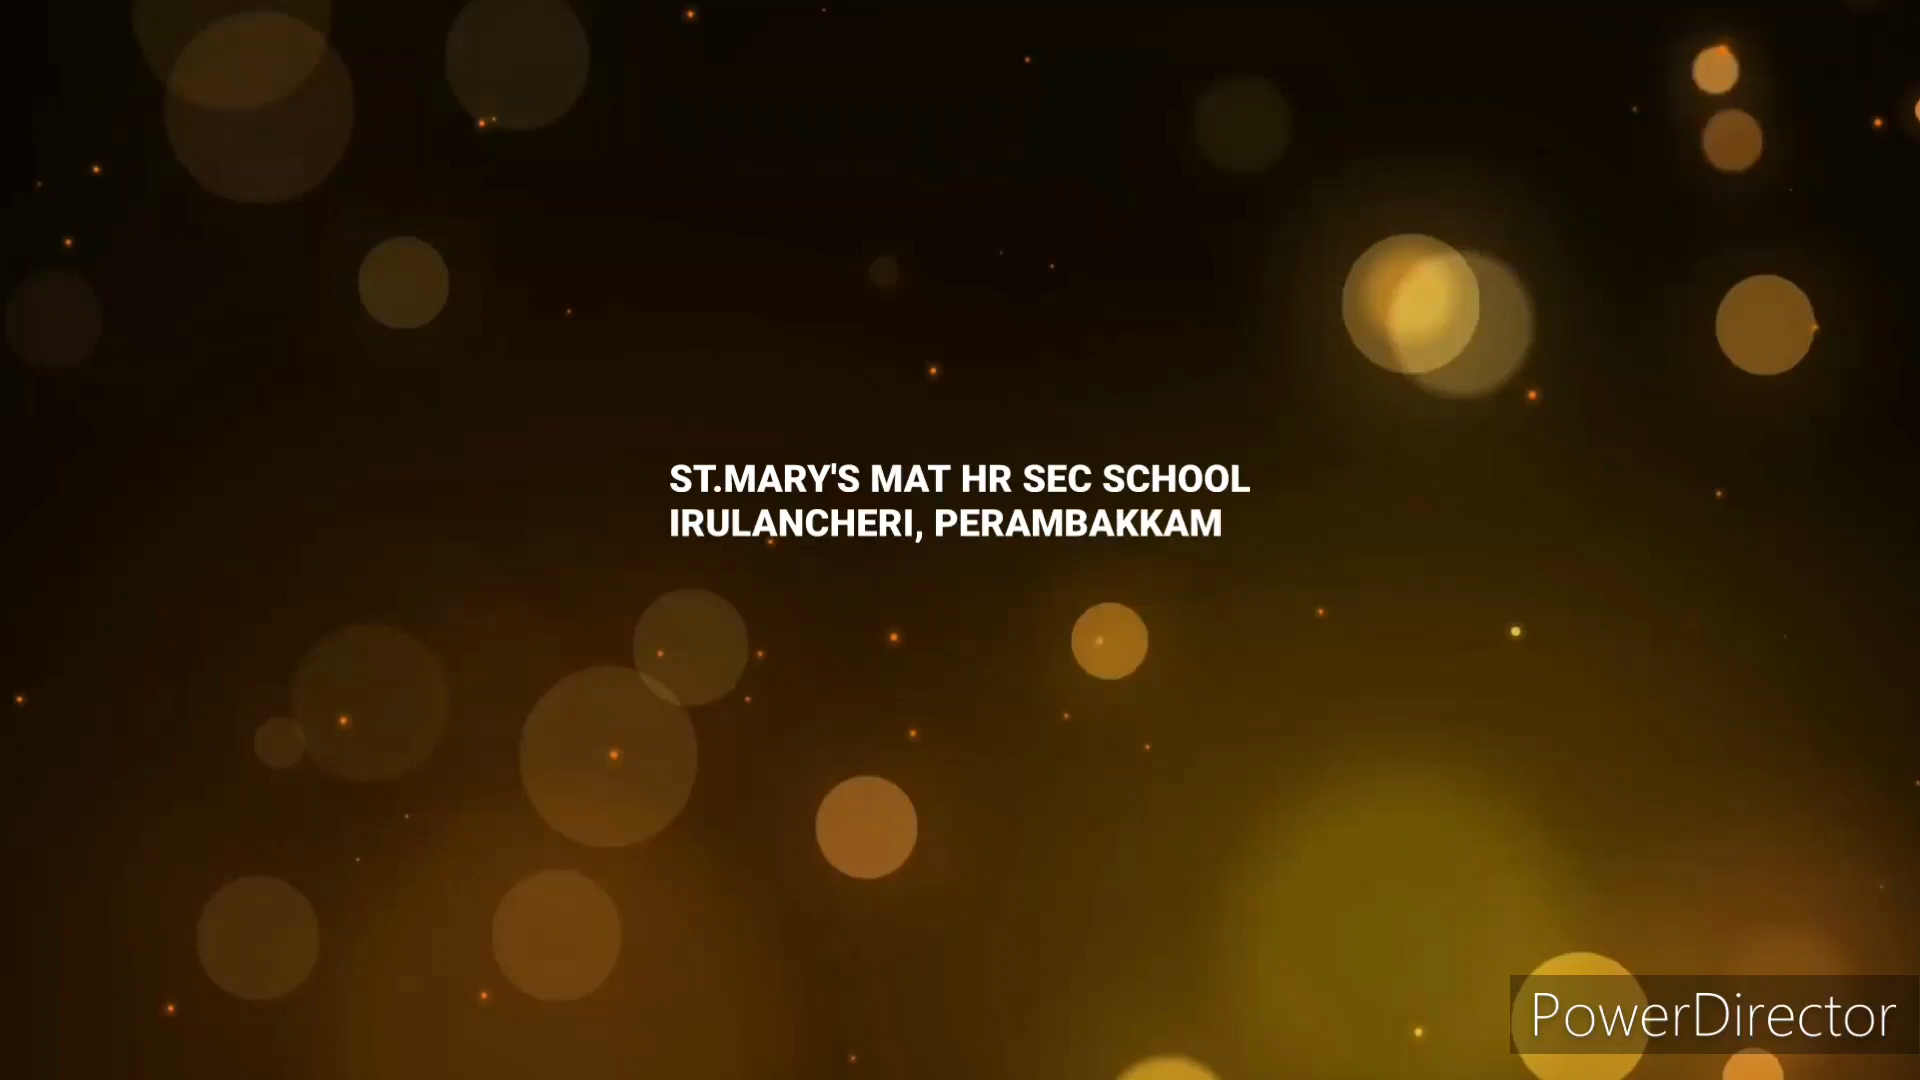 ST.MARY'S MAT HR SEC SCHOOL
IRULANCHERI, PERAMBAKKAM
PowerDirector